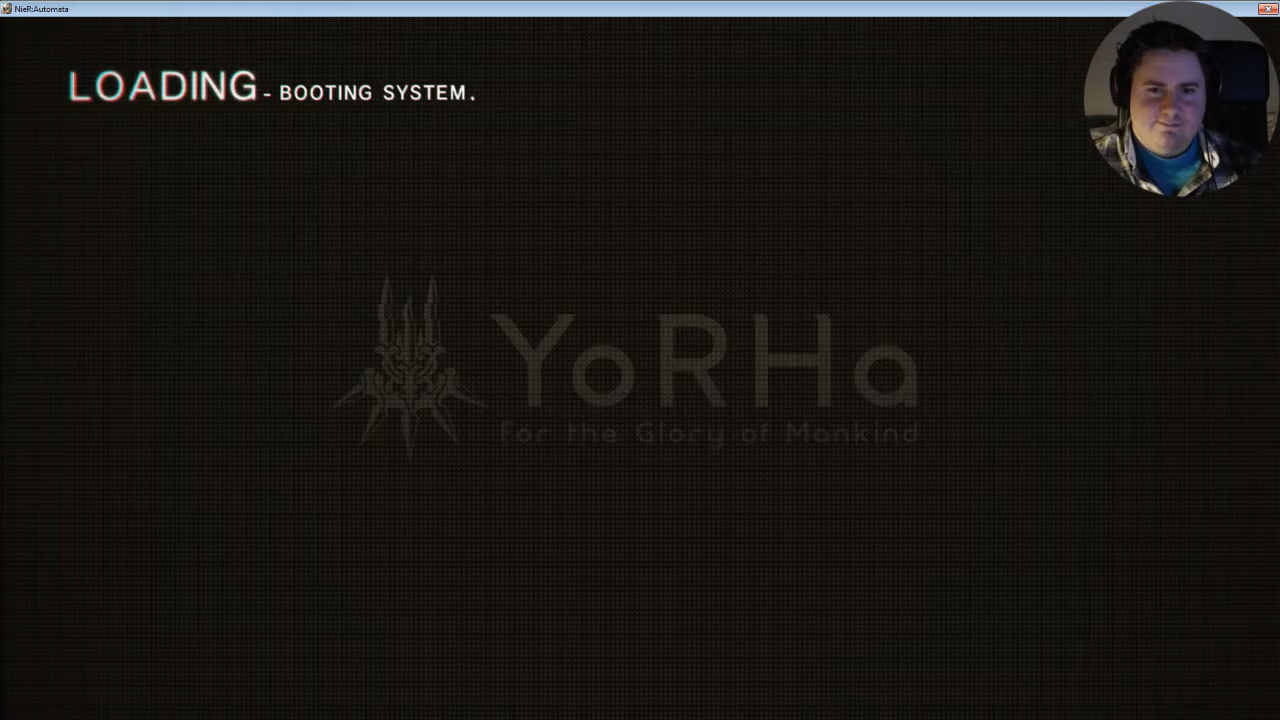 NieR:Automata
LOADING - BOOTING SYSTEM.
YoRHa
For the Glory of Mankind